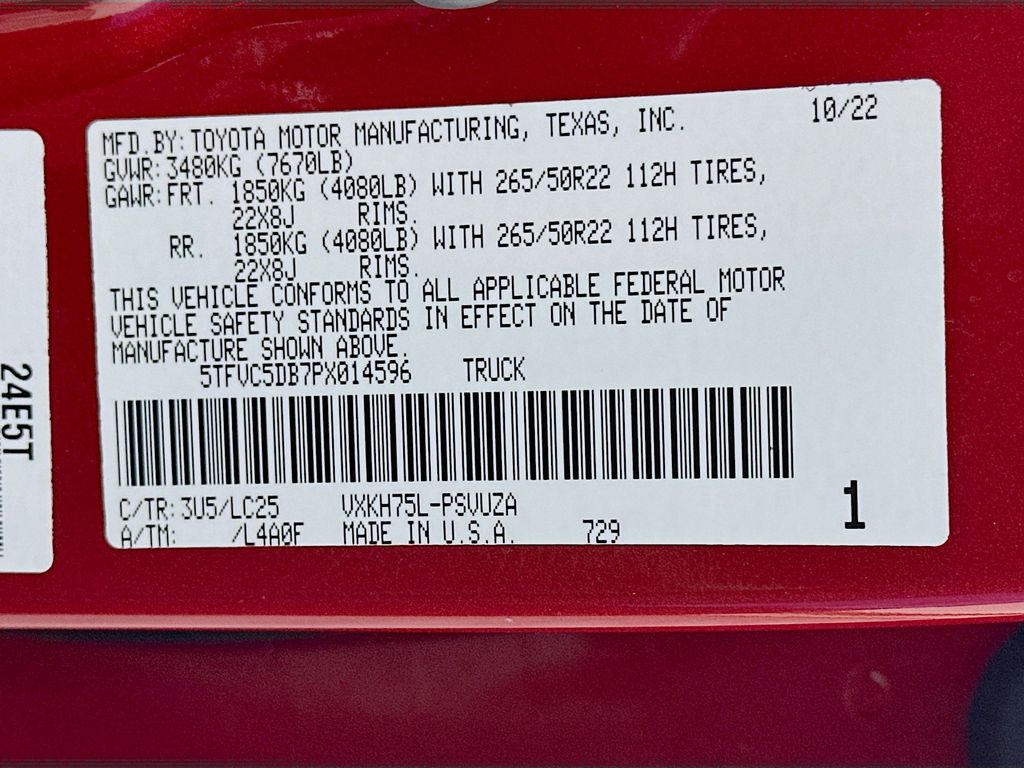 MFD.BY: TOYOTA MOTOR MANUFACTURING, TEXAS, INC. 10/22
GVWR: 3480KG (7670LB)
GAWR: FRT. 1850KG (4080LB) WITH 265/50R22 112H TIRES,
22X8J RIMS.
RR. 1850KG (4080LB) WITH 265/50R22 112H TIRES,
22X8J RIMS.
THIS VEHICLE CONFORMS TO ALL APPLICABLE FEDERAL MOTOR
VEHICLE SAFETY STANDARDS IN EFFECT ON THE DATE OF
MANUFACTURE SHOWN ABOVE.
5TFVC5DB7PX014596 TRUCK
C/TR: 3U5/LC25 VXKH75L-PSVUZA
A/TM: /L4A0F MADE IN U.S.A. 729
1
24E5T